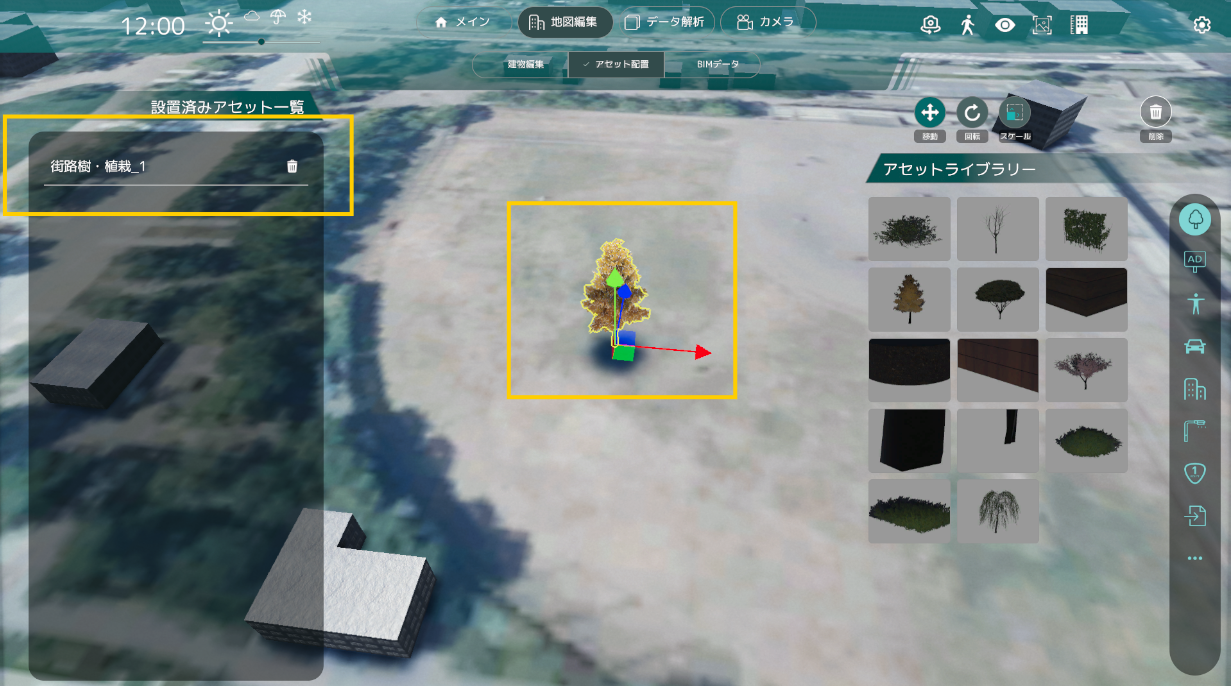 12:00
メイン
地図編集
データ解析
カメラ
建物編集
アセット配置
BIMデータ
設置済みアセット一覧
街路樹・植栽_1
移動
回転
スケール
削除
アセットライブラリー
AD
1